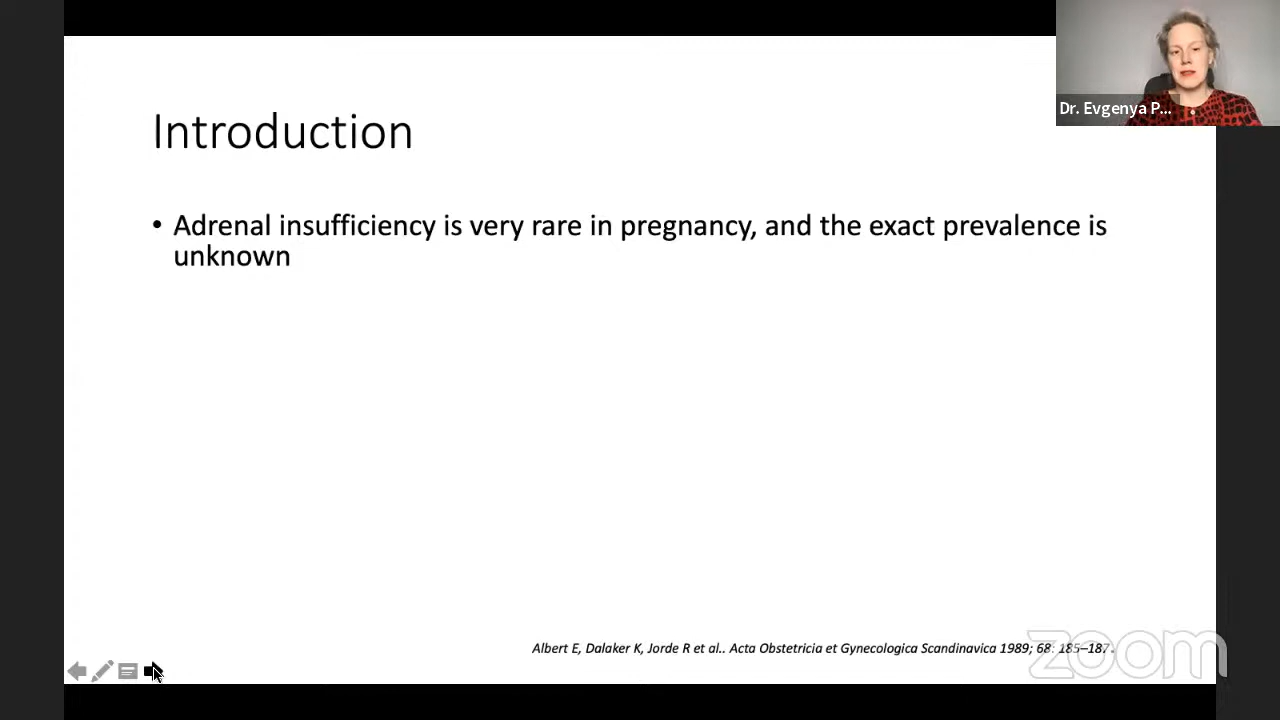 Dr. Evgenya P...
Introduction
• Adrenal insufficiency is very rare in pregnancy, and the exact prevalence is
unknown
Albert E, Dalaker K, Jorde R et al.. Acta Obstetricia et Gynecologica Scandinavica 1989; 68: 185–187.
zoom